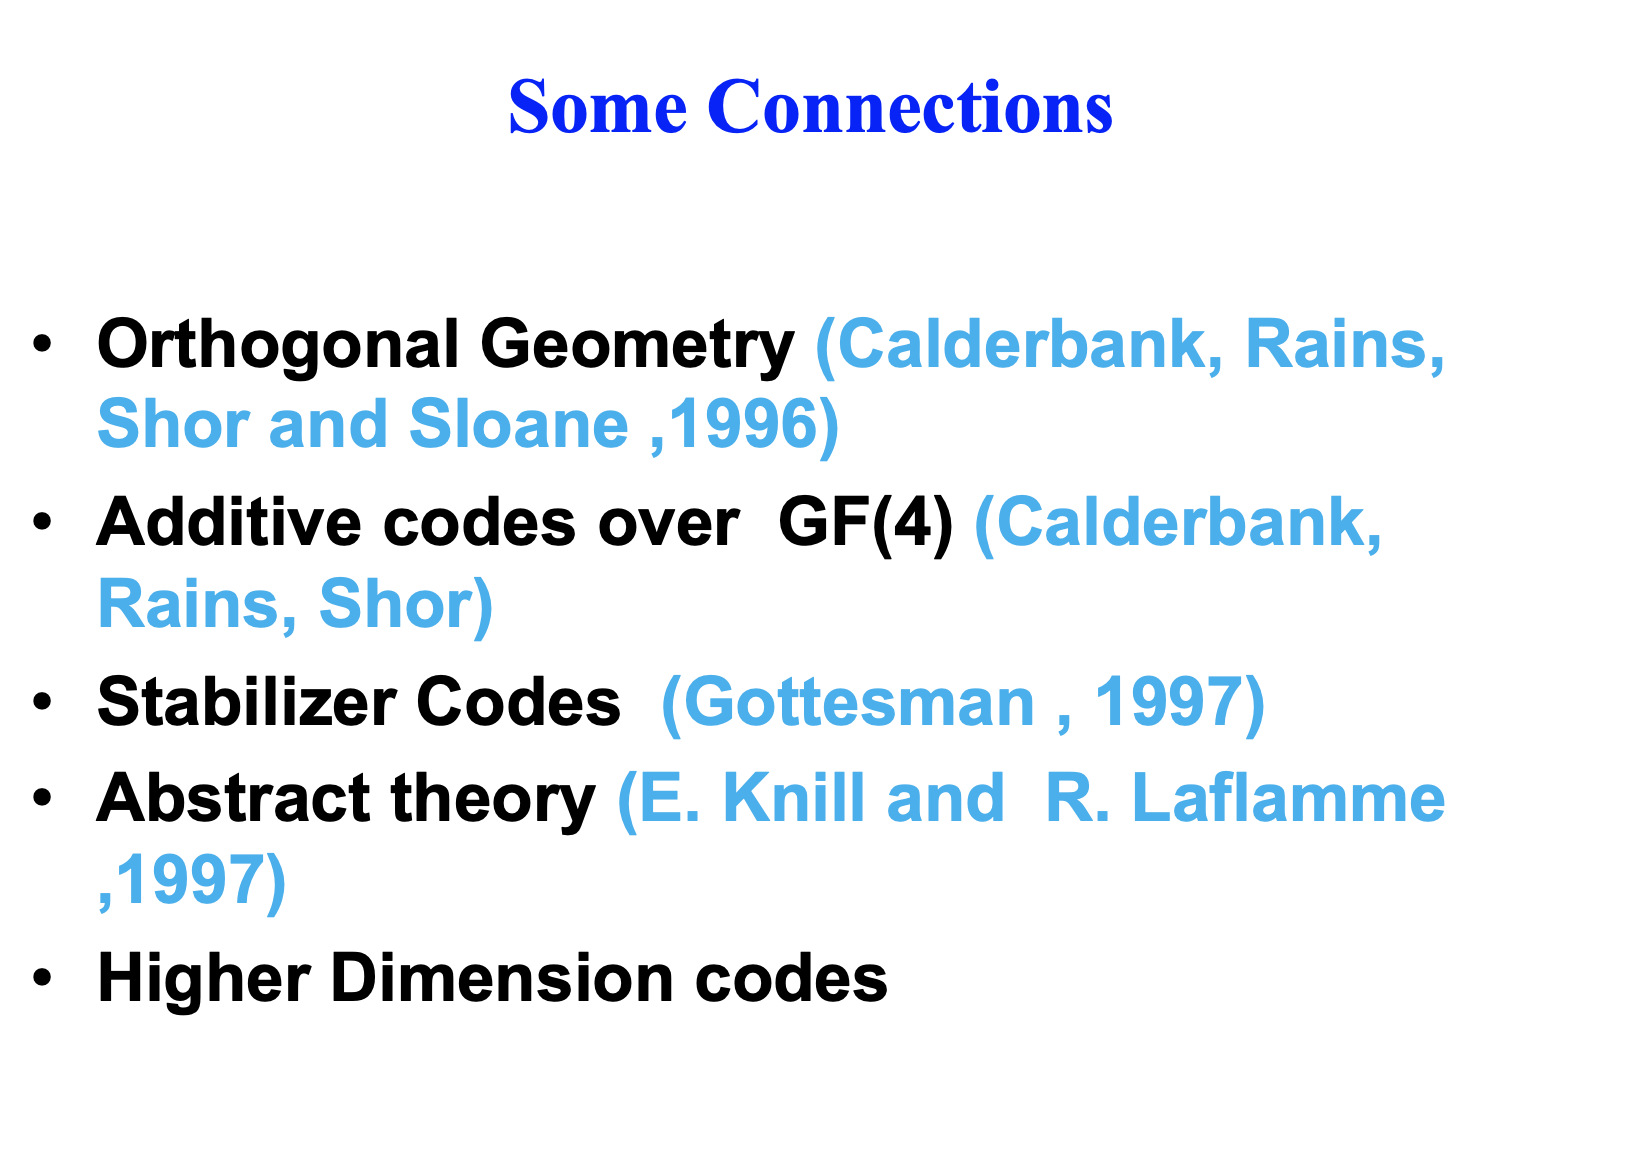 Some Connections
• Orthogonal Geometry (Calderbank, Rains,
Shor and Sloane ,1996)
• Additive codes over  GF(4) (Calderbank,
Rains, Shor)
• Stabilizer Codes  (Gottesman , 1997)
• Abstract theory (E. Knill and  R. Laflamme
,1997)
• Higher Dimension codes